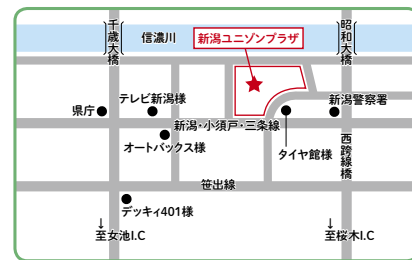 千歳大橋
信濃川
新潟ユニゾンプラザ
昭和大橋
県庁
テレビ新潟様
新潟警察署
新潟・小須戸・三条線
オートバックス様
タイヤ館様
西跨線橋
笹出線
デッキィ401様
↓
至女池I.C
↓
至桜木I.C